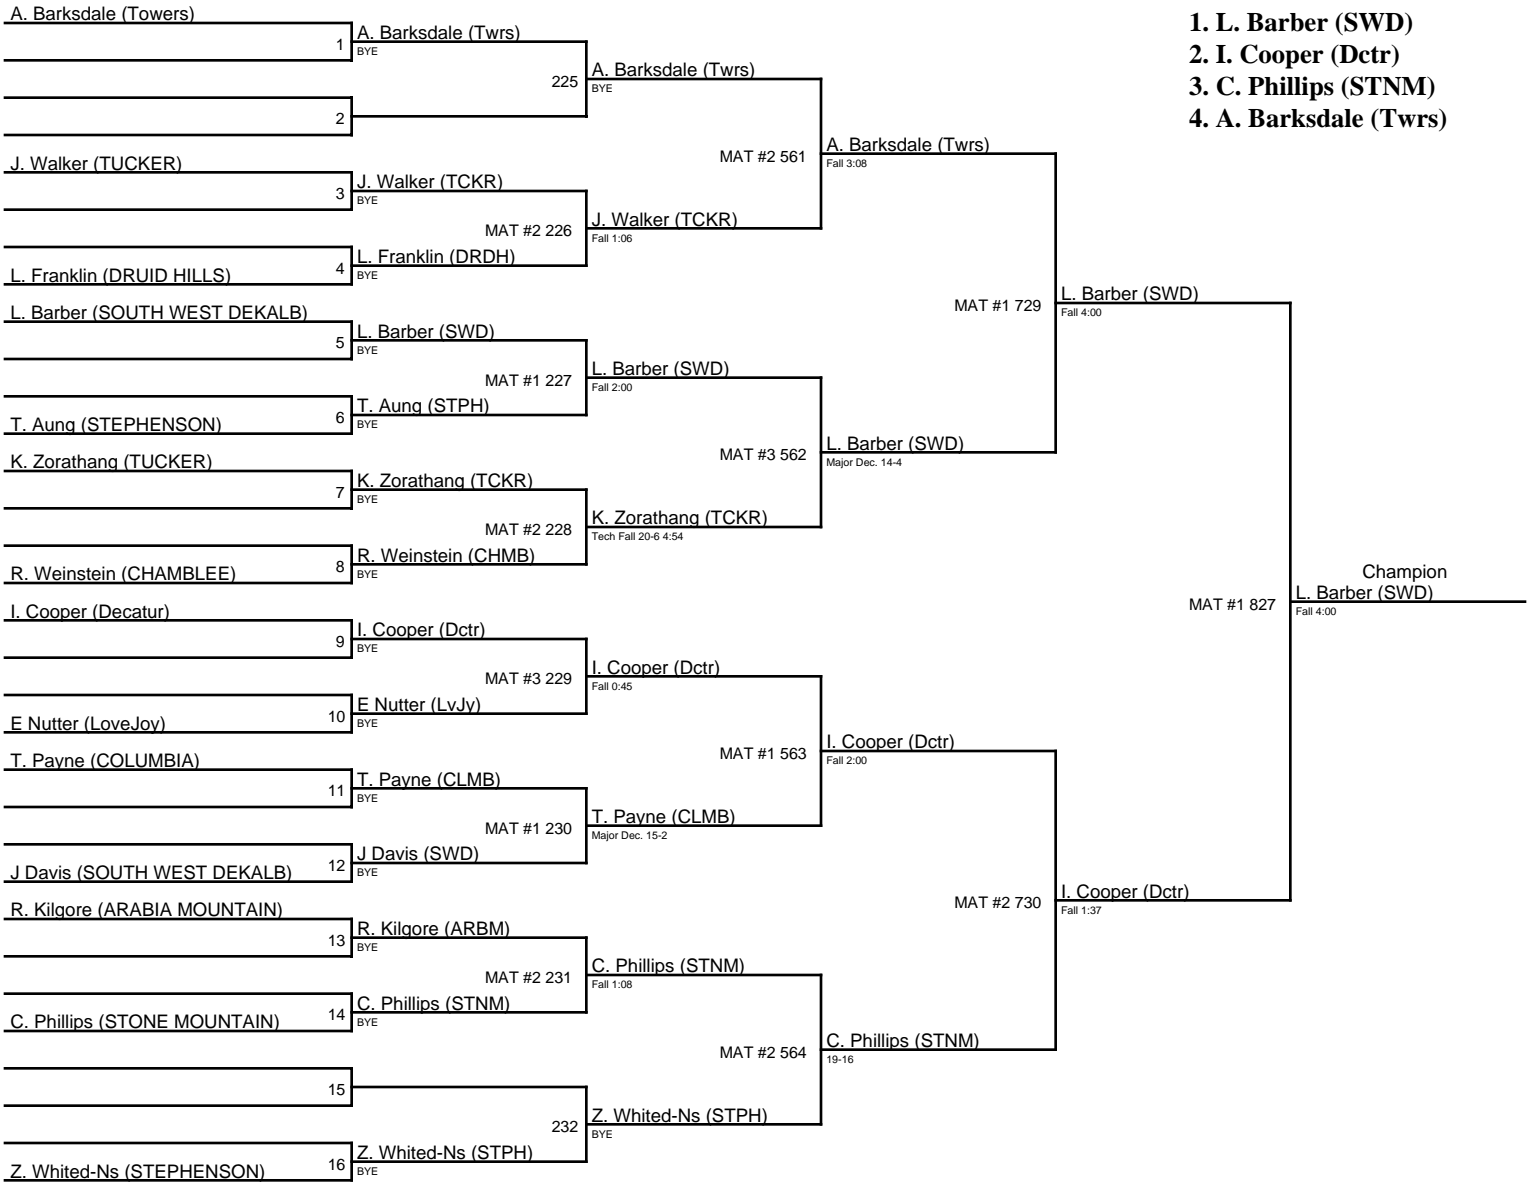 A. Barksdale (Towers)
1
A. Barksdale (Twrs)
BYE
2
225
A. Barksdale (Twrs)
BYE
J. Walker (TUCKER)
3
J. Walker (TCKR)
BYE
L. Franklin (DRUID HILLS)
4
L. Franklin (DRDH)
BYE
MAT #2 226
J. Walker (TCKR)
Fall 1:06
MAT #2 561
A. Barksdale (Twrs)
Fall 3:08
L. Barber (SOUTH WEST DEKALB)
5
L. Barber (SWD)
BYE
T. Aung (STEPHENSON)
6
T. Aung (STPH)
BYE
MAT #1 227
L. Barber (SWD)
Fall 2:00
K. Zorathang (TUCKER)
7
K. Zorathang (TCKR)
BYE
R. Weinstein (CHAMBLEE)
8
R. Weinstein (CHMB)
BYE
MAT #2 228
K. Zorathang (TCKR)
Tech Fall 20-6 4:54
MAT #3 562
L. Barber (SWD)
Major Dec. 14-4
MAT #1 729
L. Barber (SWD)
Fall 4:00
I. Cooper (Decatur)
9
I. Cooper (Dctr)
BYE
E Nutter (LoveJoy)
10
E Nutter (LvJy)
BYE
MAT #3 229
I. Cooper (Dctr)
Fall 0:45
T. Payne (COLUMBIA)
11
T. Payne (CLMB)
BYE
J Davis (SOUTH WEST DEKALB)
12
J Davis (SWD)
BYE
MAT #1 230
T. Payne (CLMB)
Major Dec. 15-2
MAT #1 563
I. Cooper (Dctr)
Fall 2:00
R. Kilgore (ARABIA MOUNTAIN)
13
R. Kilgore (ARBM)
BYE
C. Phillips (STONE MOUNTAIN)
14
C. Phillips (STNM)
BYE
MAT #2 231
C. Phillips (STNM)
Fall 1:08
15
Z. Whited-Ns (STEPHENSON)
16
Z. Whited-Ns (STPH)
BYE
232
Z. Whited-Ns (STPH)
BYE
MAT #2 564
C. Phillips (STNM)
19-16
MAT #2 730
I. Cooper (Dctr)
Fall 1:37
MAT #1 827
Champion
L. Barber (SWD)
Fall 4:00
1. L. Barber (SWD)
2. I. Cooper (Dctr)
3. C. Phillips (STNM)
4. A. Barksdale (Twrs)